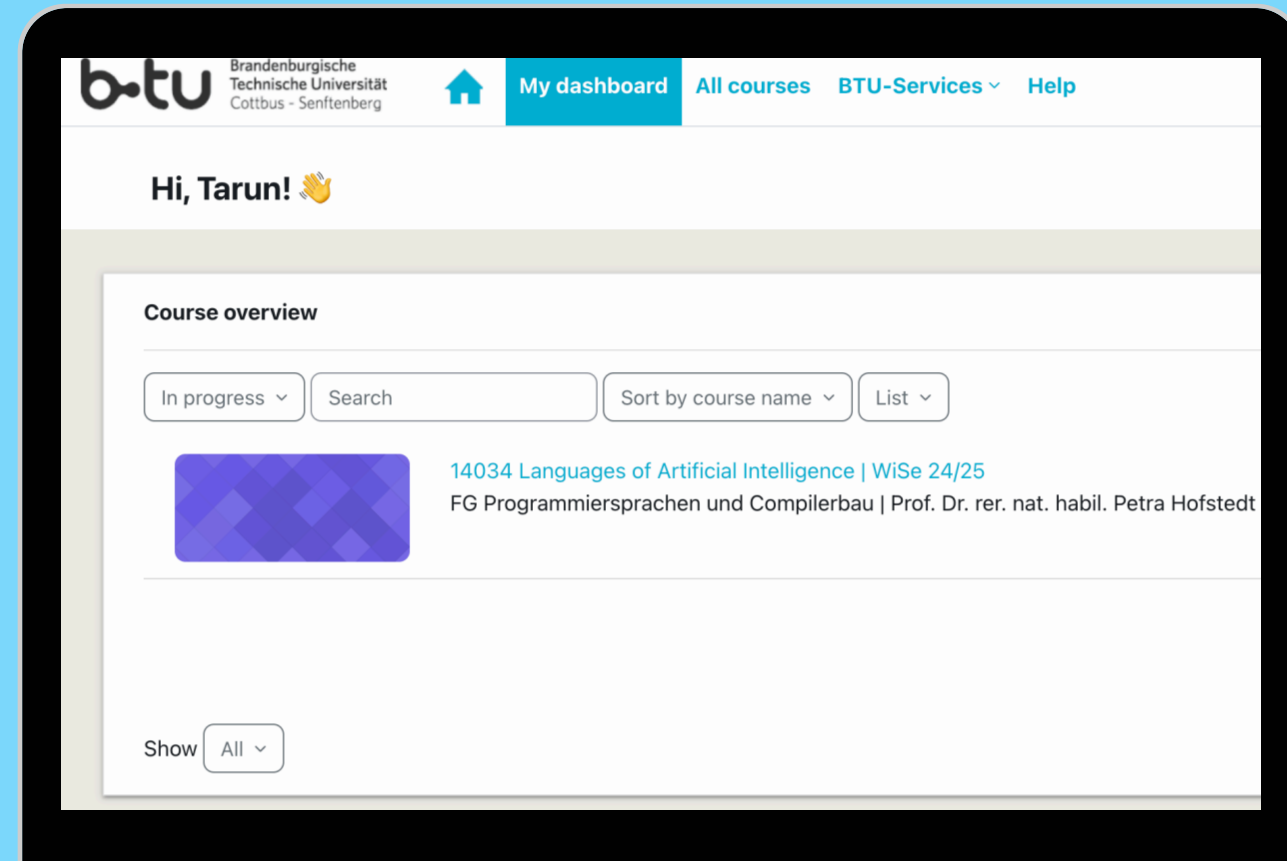 b-tu Brandenburgische
Technische Universität
Cottbus - Senftenberg
My dashboard All courses BTU-Services Help
Hi, Tarun! 👋
Course overview
In progress Search Sort by course name List
14034 Languages of Artificial Intelligence | WiSe 24/25
FG Programmiersprachen und Compilerbau | Prof. Dr. rer. nat. habil. Petra Hofstedt
Show All